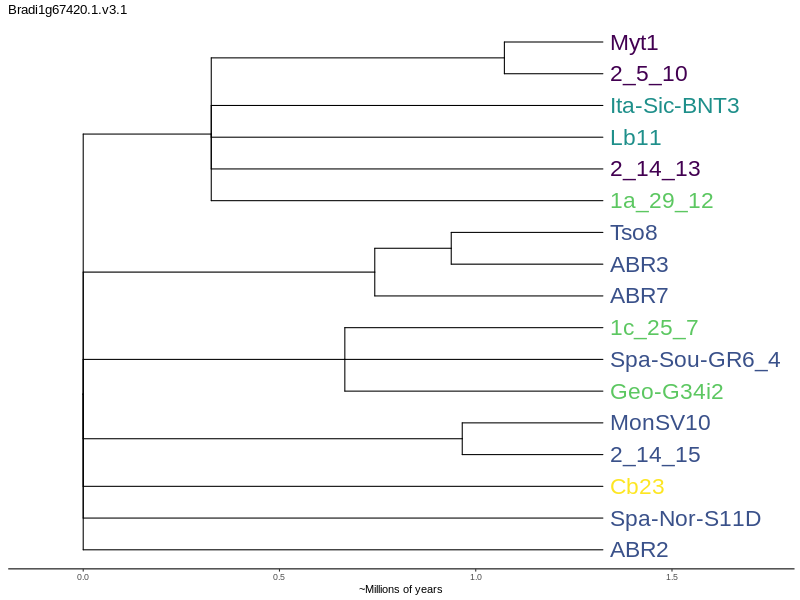 Bradi1g67420.1.v3.1
Myt1
2_5_10
Ita-Sic-BNT3
Lb11
2_14_13
1a_29_12
Tso8
ABR3
ABR7
1c_25_7
Spa-Sou-GR6_4
Geo-G34i2
MonSV10
2_14_15
Cb23
Spa-Nor-S11D
ABR2
0.0 0.5 1.0 1.5
~Millions of years